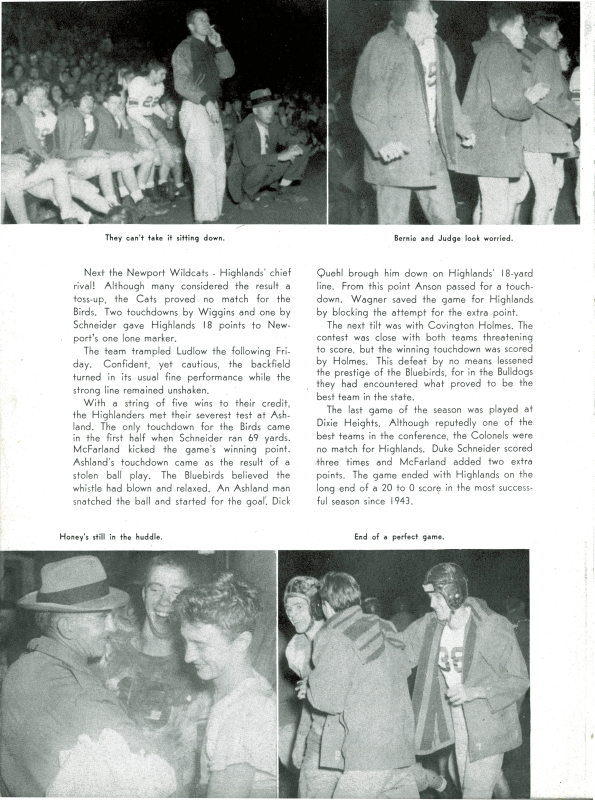 They can't take it sitting down.
Bernie and Judge look worried.
Next the Newport Wildcats - Highlands' chief
rival! Although many considered the result a
toss-up, the Cats proved no match for the
Birds. Two touchdowns by Wiggins and one by
Schneider gave Highlands 18 points to New-
port's one lone marker.
The team trampled Ludlow the following Fri-
day. Confident, yet cautious, the backfield
turned in its usual fine performance while the
strong line remained unshaken.
With a string of five wins to their credit,
the Highlanders met their severest test at Ash-
land. The only touchdown for the Birds came
in the first half when Schneider ran 69 yards.
McFarland kicked the game's winning point.
Ashland's touchdown came as the result of a
stolen ball play. The Bluebirds believed the
whistle had blown and relaxed. An Ashland man
snatched the ball and started for the goal. Dick
Quehl brough him down on Highlands' 18-yard
line. From this point Anson passed for a touch-
down. Wagner saved the game for Highlands
by blocking the attempt for the extra point.
The next tilt was with Covington Holmes. The
contest was close with both teams threatening
to score, but the winning touchdown was scored
by Holmes. This defeat by no means lessened
the prestige of the Bluebirds, for in the Bulldogs
they had encountered what proved to be the
best team in the state.
The last game of the season was played at
Dixie Heights. Although reputedly one of the
best teams in the conference, the Colonels were
no match for Highlands. Duke Schneider scored
three times and McFarland added two extra
points. The game ended with Highlands on the
long end of a 20 to 0 score in the most success-
ful season since 1943.
Honey's still in the huddle.
End of a perfect game.